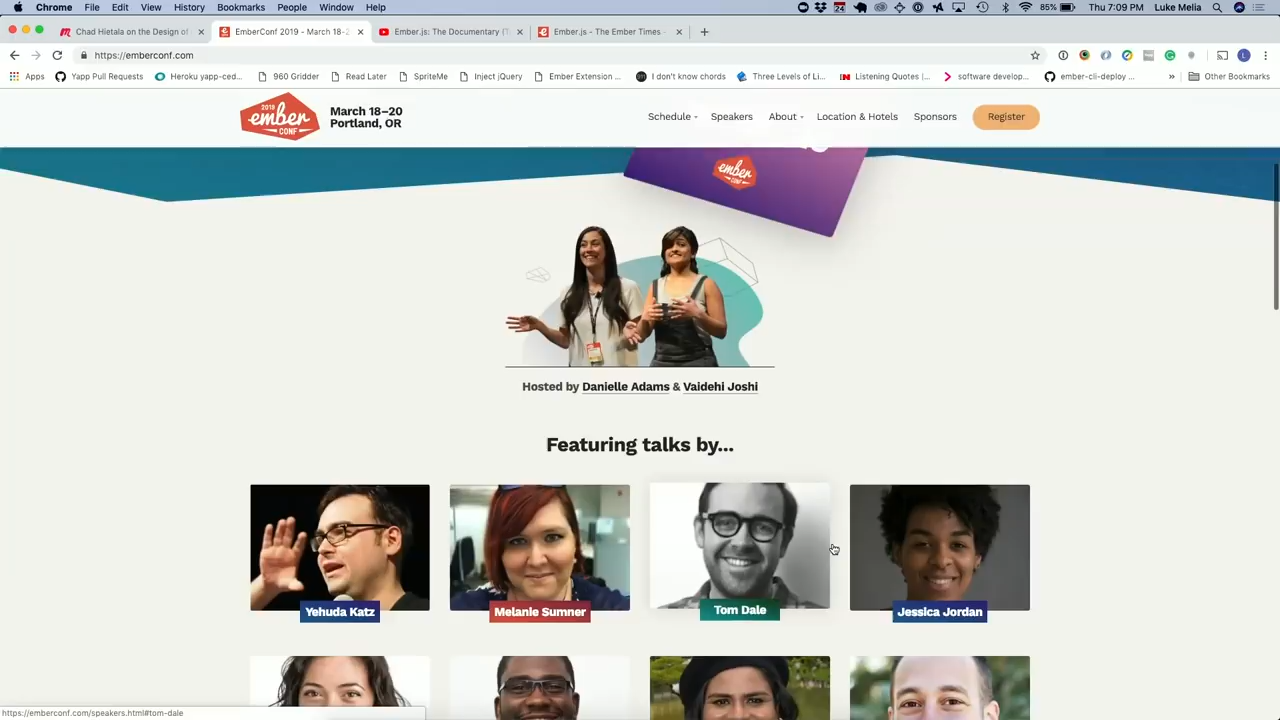 Chrome File Edit View History Bookmarks People Window Help
24 85% Thu 7:09 PM Luke Melia
Chad Hietala on the Design of
EmberConf 2019 - March 18-2
Ember.js: The Documentary (T
Ember.js - The Ember Times -
https://emberconf.com
Apps Yapp Pull Requests Heroku yapp-ced... 960 Gridder Read Later SpriteMe Inject jQuery Ember Extension ... I don't know chords Three Levels of Li... Listening Quotes |... software develop... ember-cli-deploy ... » Other Bookmarks
2019
ember
CONF
March 18–20
Portland, OR
Schedule Speakers About Location & Hotels Sponsors Register
ember
Hosted by Danielle Adams & Vaidehi Joshi
Featuring talks by...
Yehuda Katz
Melanie Sumner
Tom Dale
Jessica Jordan
https://emberconf.com/speakers.html#tom-dale